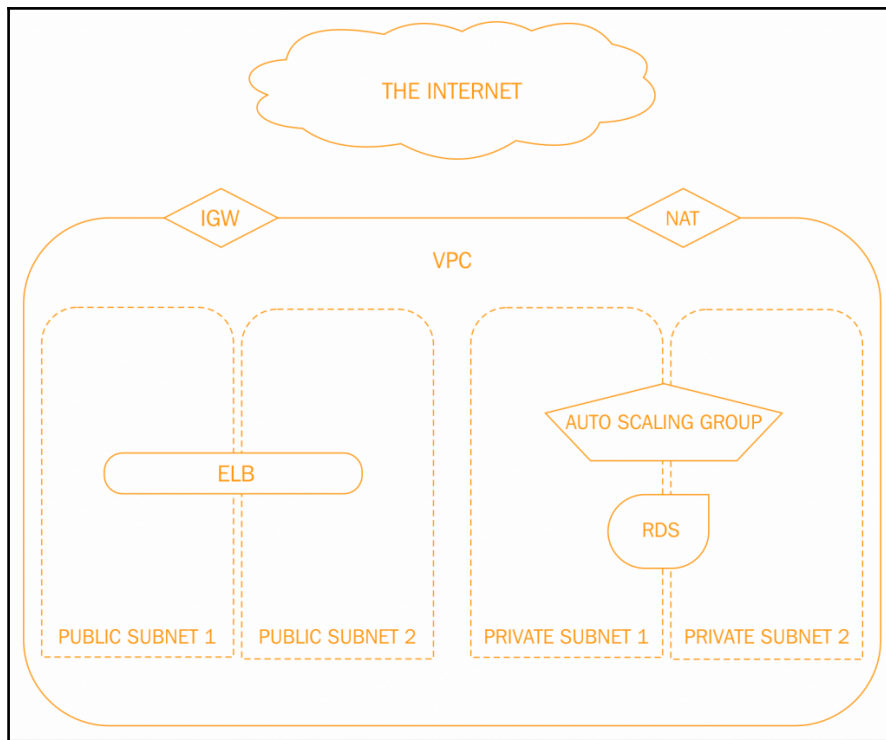 THE INTERNET
IGW
NAT
VPC
AUTO SCALING GROUP
ELB
RDS
PUBLIC SUBNET 1
PUBLIC SUBNET 2
PRIVATE SUBNET 1
PRIVATE SUBNET 2